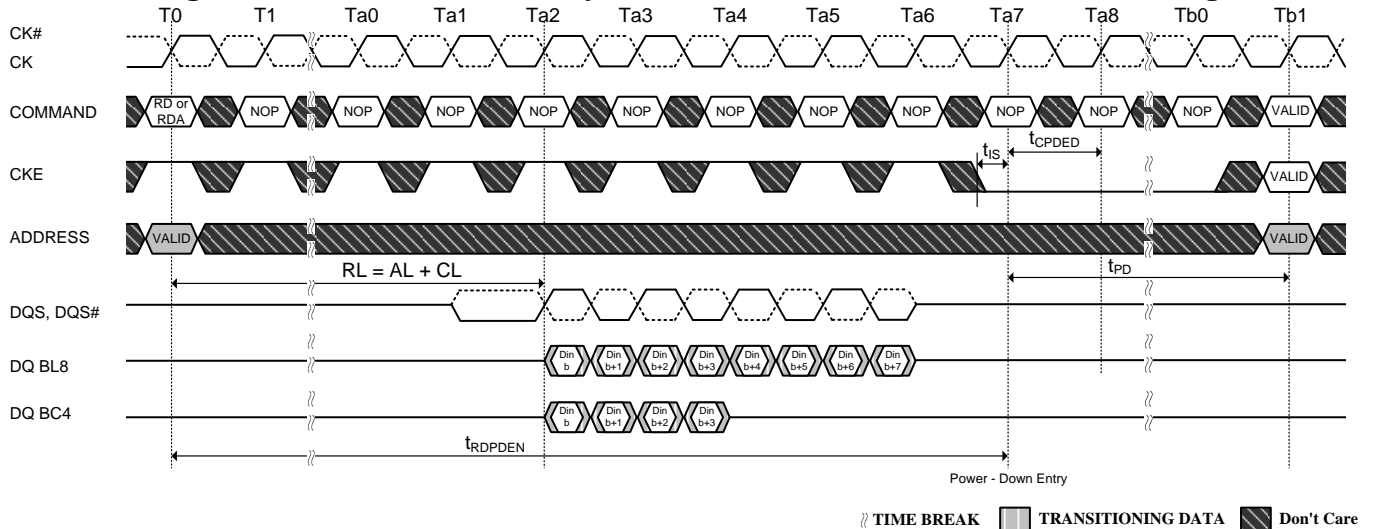 T0 T1 Ta0 Ta1 Ta2 Ta3 Ta4 Ta5 Ta6 Ta7 Ta8 Tb0 Tb1
CK#
CK
COMMAND RD or RDA NOP NOP NOP NOP NOP NOP NOP NOP NOP NOP NOP VALID
tIS tCPDED
CKE VALID
ADDRESS VALID VALID
RL = AL + CL tPD
DQS, DQS#
DQ BL8 Din b Din b+1 Din b+2 Din b+3 Din b+4 Din b+5 Din b+6 Din b+7
DQ BC4 Din b Din b+1 Din b+2 Din b+3
tRDPDEN
Power - Down Entry
TIME BREAK TRANSITIONING DATA Don't Care